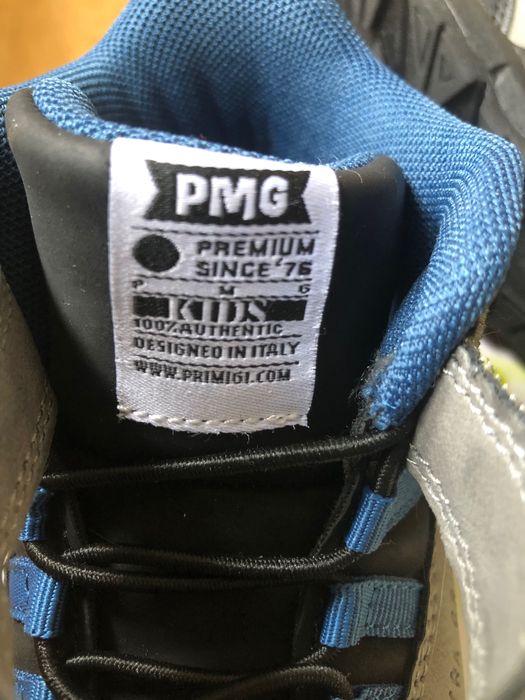 PMG
PREMIUM
SINCE '76
P M G
KIDS
100% AUTHENTIC
DESIGNED IN ITALY
WWW.PRIMIGI.COM